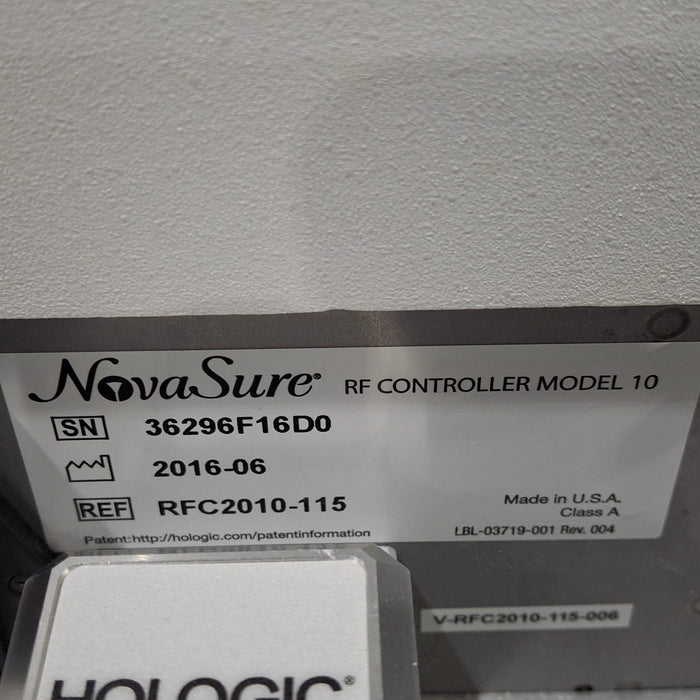 NovaSure® RF CONTROLLER MODEL 10
SN 36296F16D0
2016-06
REF RFC2010-115
Made in U.S.A.
Class A
Patent:http://hologic.com/patentinformation
LBL-03719-001 Rev. 004
V-RFC2010-115-006
HOLOGIC®